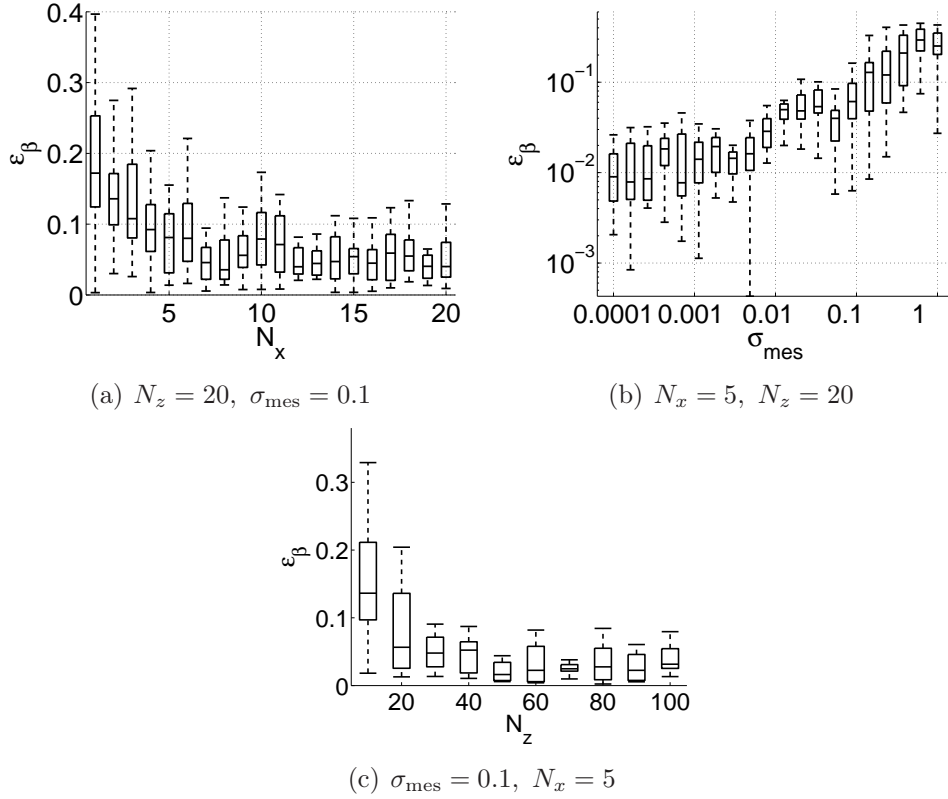 0.4
0.3
0.2
0.1
0
ε_β
5 10 15 20
N_x
(a) N_z = 20, σ_mes = 0.1
10^{-1}
10^{-2}
10^{-3}
ε_β
0.0001 0.001 0.01 0.1 1
σ_mes
(b) N_x = 5, N_z = 20
0.3
0.2
0.1
0
ε_β
20 40 60 80 100
N_z
(c) σ_mes = 0.1, N_x = 5